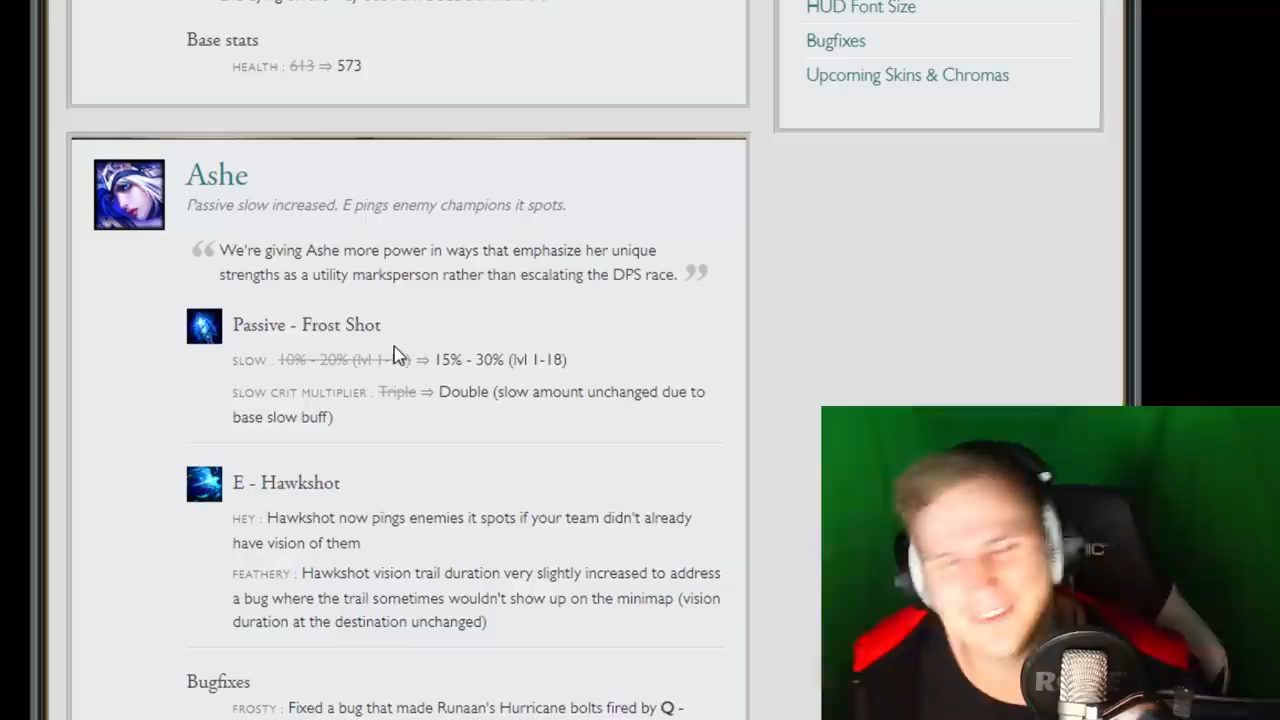 HUD Font Size
Bugfixes
Upcoming Skins & Chromas
Base stats
HEALTH : 613 ⇒ 573
Ashe
Passive slow increased. E pings enemy champions it spots.
“ We're giving Ashe more power in ways that emphasize her unique
strengths as a utility marksperson rather than escalating the DPS race. ”
Passive - Frost Shot
SLOW : 10% - 20% (lvl 1- ) ⇒ 15% - 30% (lvl 1-18)
SLOW CRIT MULTIPLIER : Triple ⇒ Double (slow amount unchanged due to
base slow buff)
E - Hawkshot
HEY : Hawkshot now pings enemies it spots if your team didn't already
have vision of them
FEATHERY : Hawkshot vision trail duration very slightly increased to address
a bug where the trail sometimes wouldn't show up on the minimap (vision
duration at the destination unchanged)
Bugfixes
FROSTY : Fixed a bug that made Runaan's Hurricane bolts fired by Q -